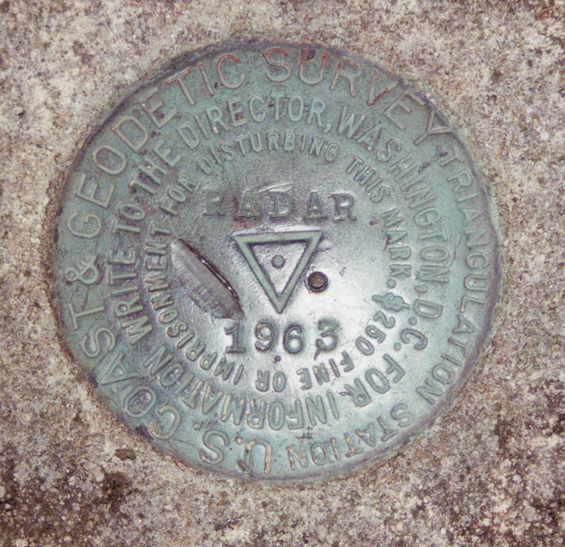 U.S. COAST & GEODETIC SURVEY
TRIANGULATION STATION
WRITE TO THE DIRECTOR, WASHINGTON, D.C. FOR INFORMATION
$250 FINE OR IMPRISONMENT FOR DISTURBING THIS MARK.
RADAR
1963